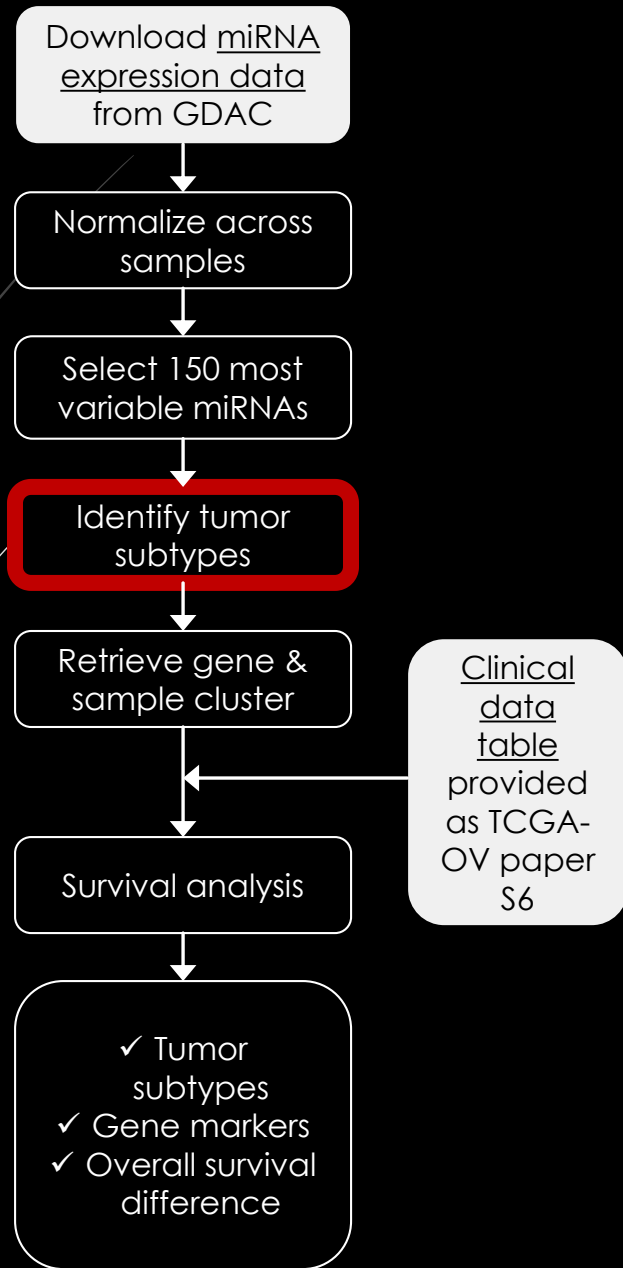 Download miRNA
expression data
from GDAC
Normalize across
samples
Select 150 most
variable miRNAs
Identify tumor
subtypes
Retrieve gene &
sample cluster
Clinical
data
table
provided
as TCGA-
OV paper
S6
Survival analysis
✓ Tumor
subtypes
✓ Gene markers
✓ Overall survival
difference